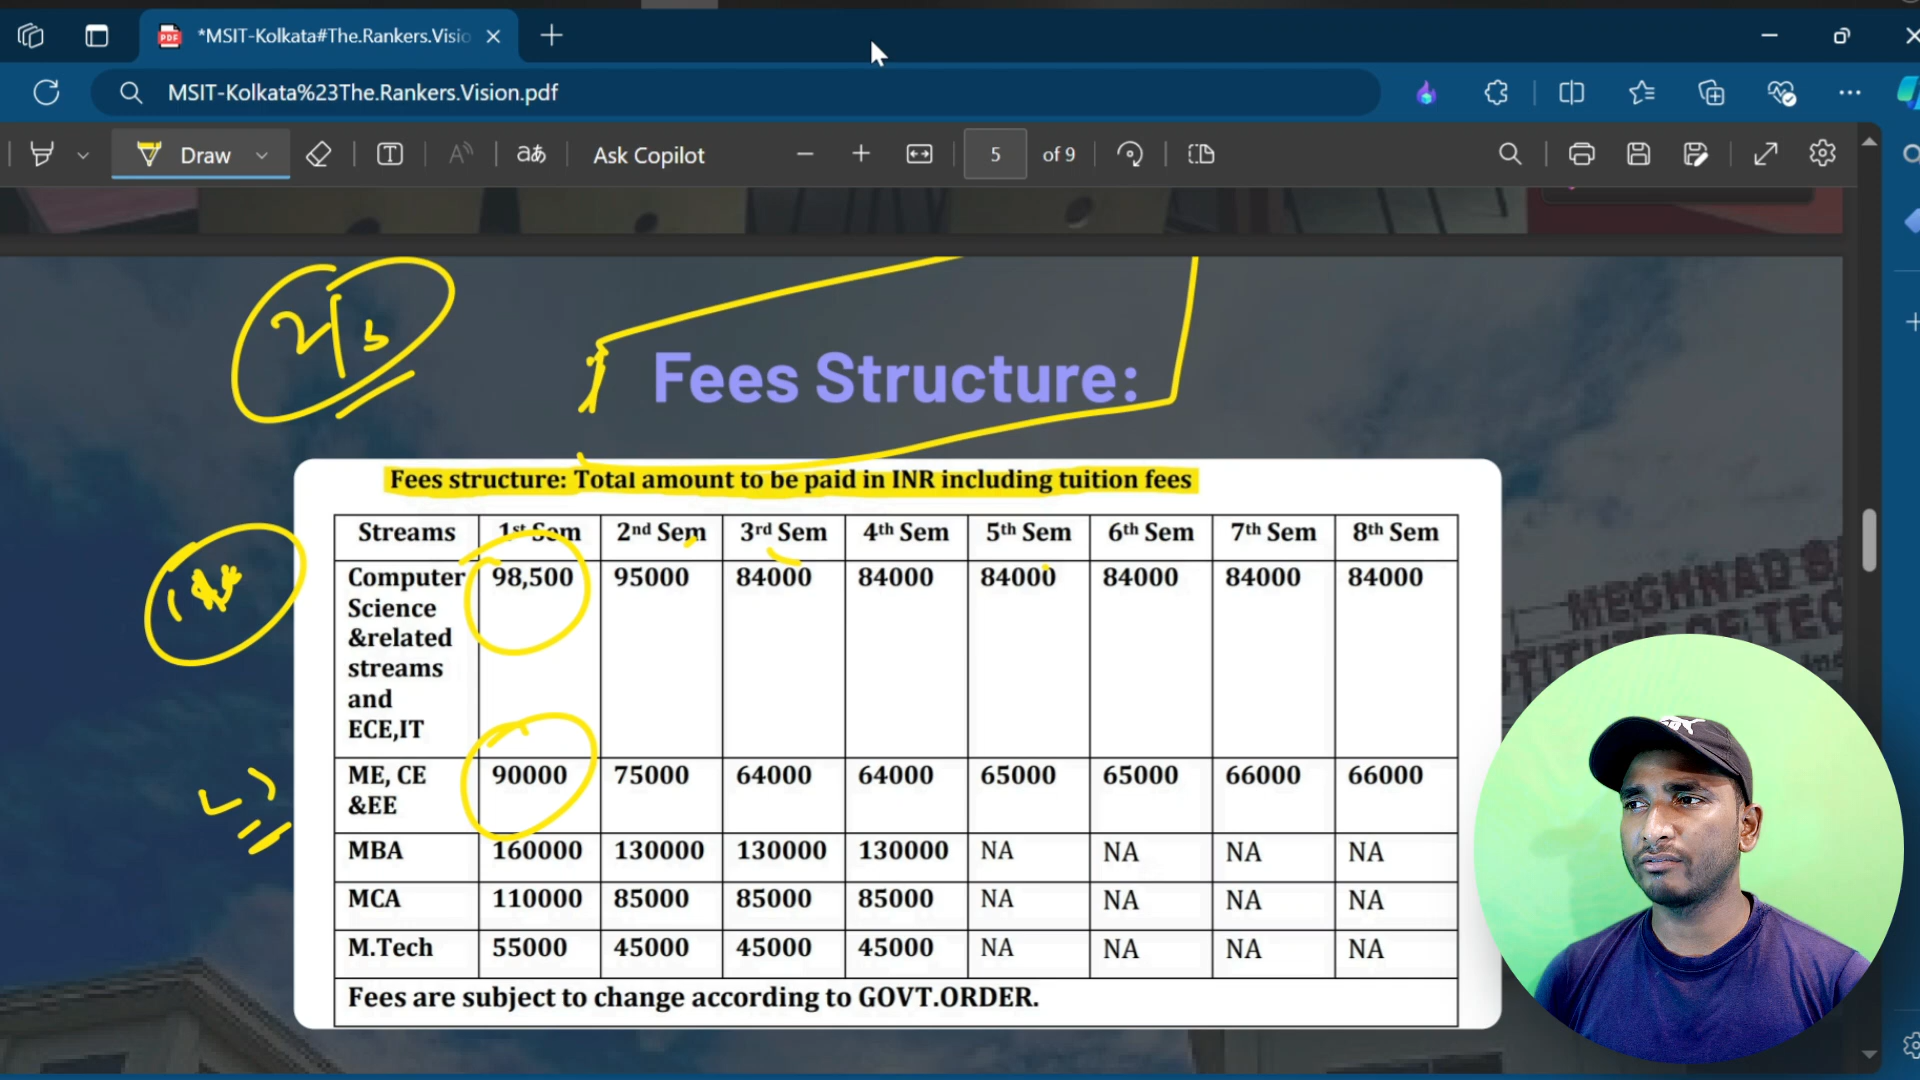 *MSIT-Kolkata#The.Rankers.Visio
MSIT-Kolkata%23The.Rankers.Vision.pdf
Draw
aあ
Ask Copilot
5 of 9
Fees Structure:
Fees structure: Total amount to be paid in INR including tuition fees
Streams 1st Sem 2nd Sem 3rd Sem 4th Sem 5th Sem 6th Sem 7th Sem 8th Sem
Computer 98,500 95000 84000 84000 84000 84000 84000 84000
Science
&related
streams
and
ECE,IT
ME, CE 90000 75000 64000 64000 65000 65000 66000 66000
&EE
MBA 160000 130000 130000 130000 NA NA NA NA
MCA 110000 85000 85000 85000 NA NA NA NA
M.Tech 55000 45000 45000 45000 NA NA NA NA
Fees are subject to change according to GOVT.ORDER.
MEGHNAD